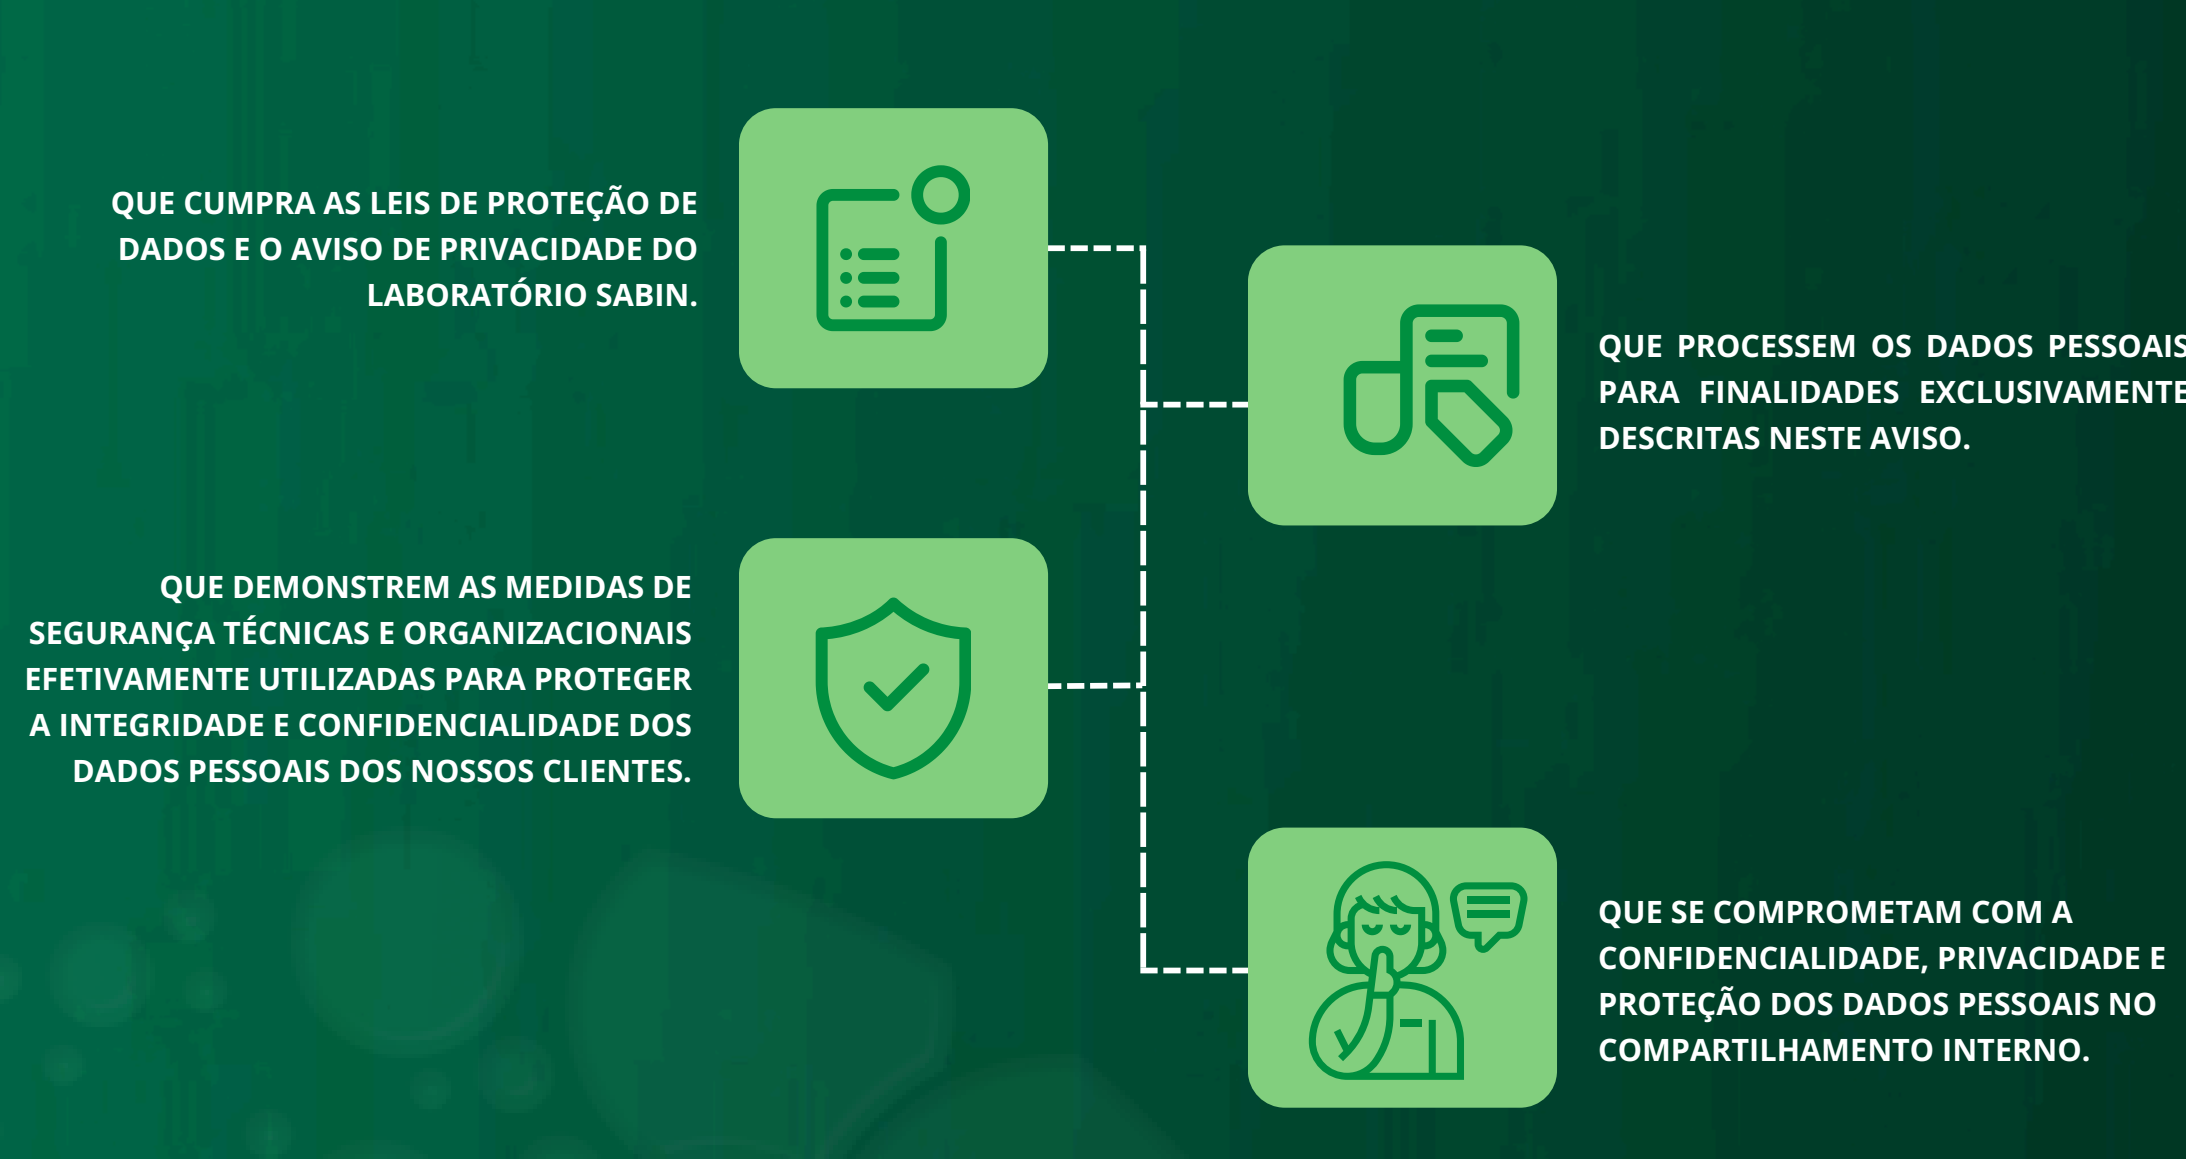 QUE CUMPRA AS LEIS DE PROTEÇÃO DE
DADOS E O AVISO DE PRIVACIDADE DO
LABORATÓRIO SABIN.
QUE PROCESSEM OS DADOS PESSOAIS
PARA FINALIDADES EXCLUSIVAMENTE
DESCRITAS NESTE AVISO.
QUE DEMONSTREM AS MEDIDAS DE
SEGURANÇA TÉCNICAS E ORGANIZACIONAIS
EFETIVAMENTE UTILIZADAS PARA PROTEGER
A INTEGRIDADE E CONFIDENCIALIDADE DOS
DADOS PESSOAIS DOS NOSSOS CLIENTES.
QUE SE COMPROMETAM COM A
CONFIDENCIALIDADE, PRIVACIDADE E
PROTEÇÃO DOS DADOS PESSOAIS NO
COMPARTILHAMENTO INTERNO.